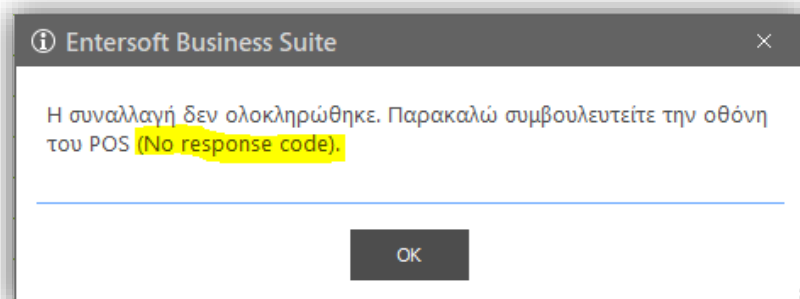 Entersoft Business Suite
Η συναλλαγή δεν ολοκληρώθηκε. Παρακαλώ συμβουλευτείτε την οθόνη
του POS (No response code).
OK